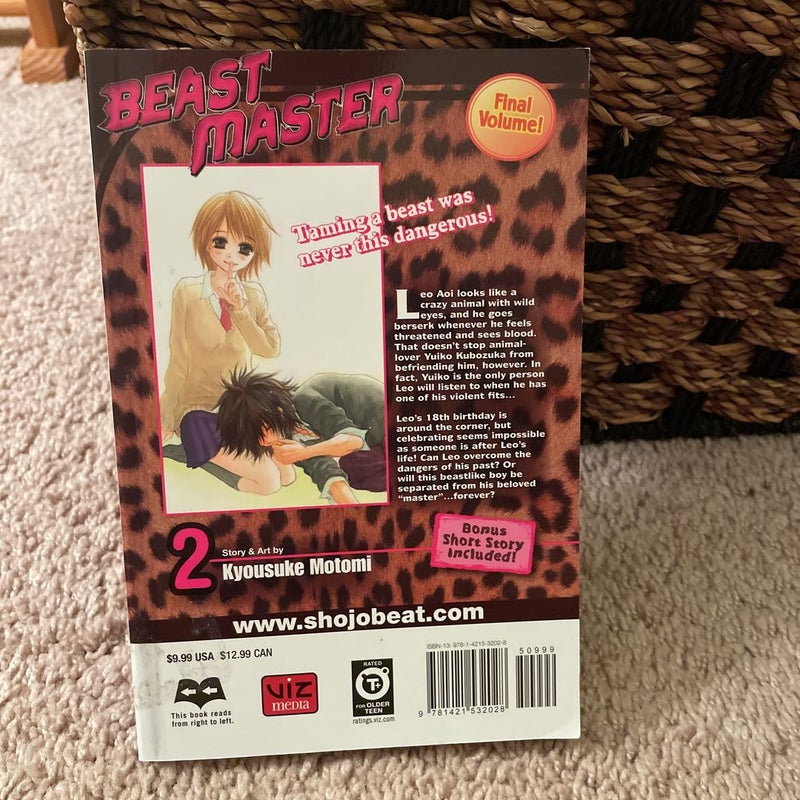 BEAST
MASTER
Final
Volume!
Taming a beast was
never this dangerous!
Leo Aoi looks like a
crazy animal with wild
eyes, and he goes
berserk whenever he feels
threatened and sees blood.
That doesn't stop animal-
lover Yuiko Kubozuka from
befriending him, however. In
fact, Yuiko is the only person
Leo will listen to when he has
one of his violent fits...
Leo's 18th birthday is
around the corner, but
celebrating seems impossible
as someone is after Leo's
life! Can Leo overcome the
dangers of his past? Or
will this beastlike boy be
separated from his beloved
"master"...forever?
Bonus
Short Story
Included!
2
Story & Art by
Kyousuke Motomi
www.shojobeat.com
$9.99 USA $12.99 CAN
This book reads
from right to left.
VIZ
MEDIA
RATED
T+
FOR OLDER
TEEN
ratings.viz.com
ISBN-13: 978-1-4215-3202-8
50999
9 781421 532028